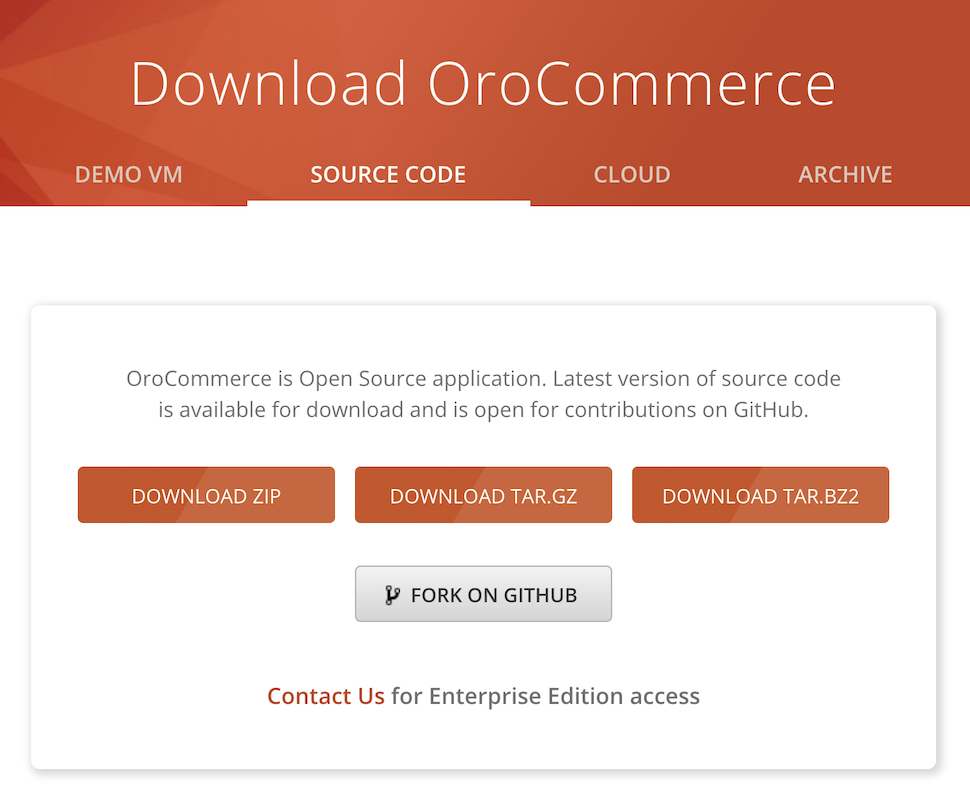 Download OroCommerce
DEMO VM SOURCE CODE CLOUD ARCHIVE
OroCommerce is Open Source application. Latest version of source code
is available for download and is open for contributions on GitHub.
DOWNLOAD ZIP DOWNLOAD TAR.GZ DOWNLOAD TAR.BZ2
FORK ON GITHUB
Contact Us for Enterprise Edition access